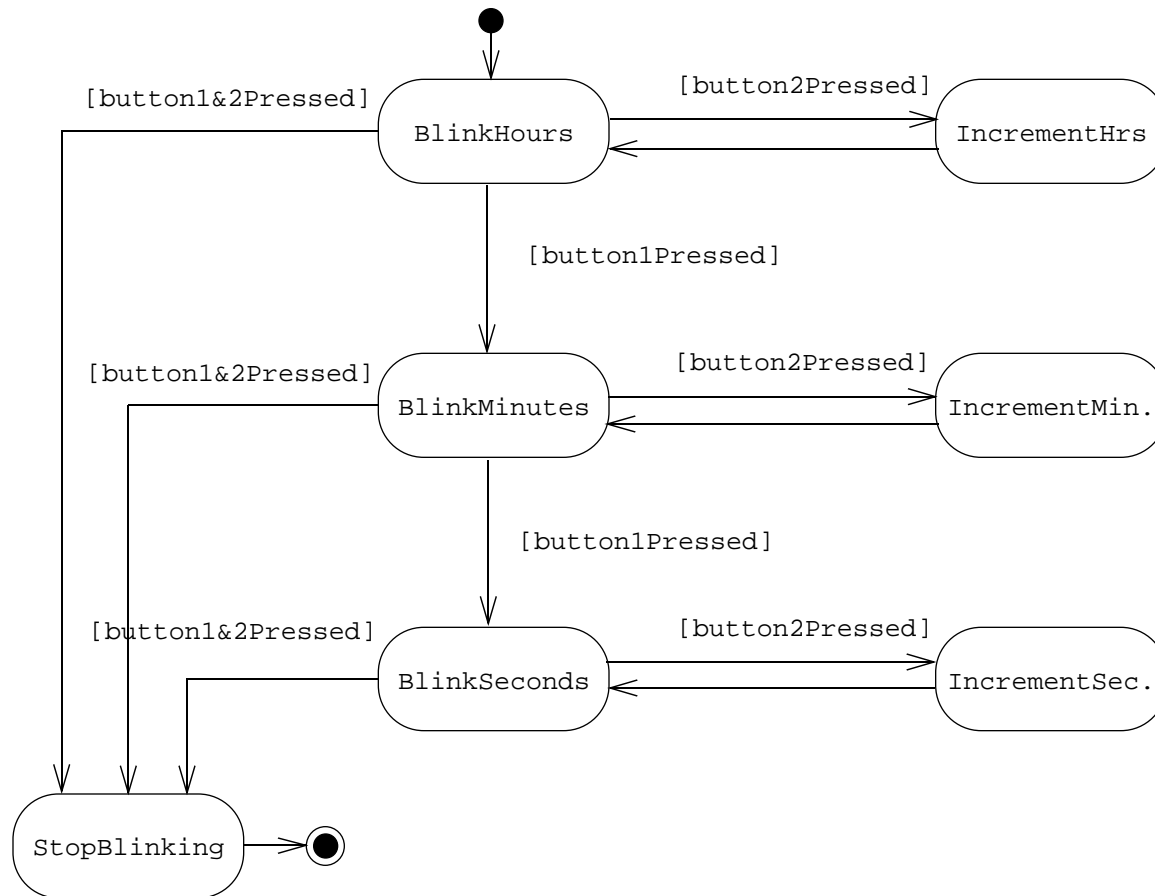 [button1&2Pressed]
[button2Pressed]
BlinkHours
IncrementHrs
[button1Pressed]
[button1&2Pressed]
[button2Pressed]
BlinkMinutes
IncrementMin.
[button1Pressed]
[button1&2Pressed]
[button2Pressed]
BlinkSeconds
IncrementSec.
StopBlinking